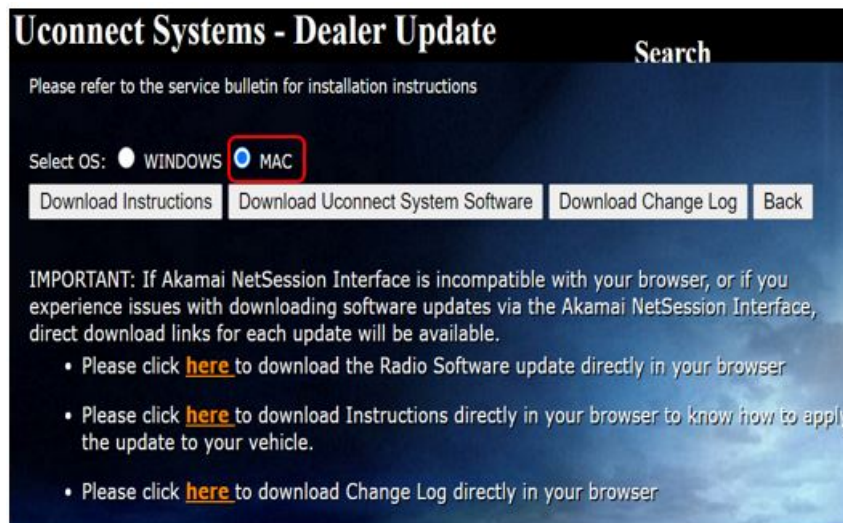 Uconnect Systems - Dealer Update
Search
Please refer to the service bulletin for installation instructions
Select OS: WINDOWS MAC
Download Instructions Download Uconnect System Software Download Change Log Back
IMPORTANT: If Akamai NetSession Interface is incompatible with your browser, or if you
experience issues with downloading software updates via the Akamai NetSession Interface,
direct download links for each update will be available.
• Please click here to download the Radio Software update directly in your browser
• Please click here to download Instructions directly in your browser to know how to apply
the update to your vehicle.
• Please click here to download Change Log directly in your browser